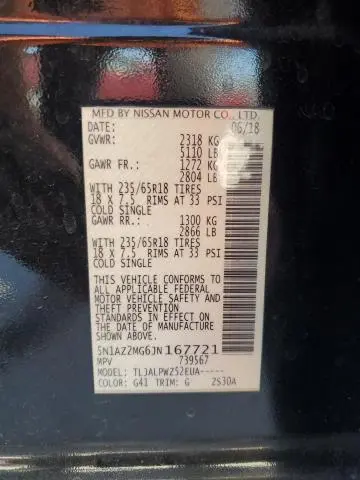 MFD BY NISSAN MOTOR CO., LTD.
DATE: 06/18
GVWR: 2318 KG
5110 LB
GAWR FR: 1272 KG
2804 LB
WITH 235/65R18 TIRES
18 X 7.5 RIMS AT 33 PSI
COLD SINGLE
GAWR RR: 1300 KG
2866 LB
WITH 235/65R18 TIRES
18 X 7.5 RIMS AT 33 PSI
COLD SINGLE
THIS VEHICLE CONFORMS TO
ALL APPLICABLE FEDERAL
MOTOR VEHICLE SAFETY AND
THEFT PREVENTION
STANDARDS IN EFFECT ON
THE DATE OF MANUFACTURE
SHOWN ABOVE.
5N1AZ2MG6JN167721
MPV 739567
MODEL: TLJALPWZ52EUA-----
COLOR: G41 TRIM: G ZS30A